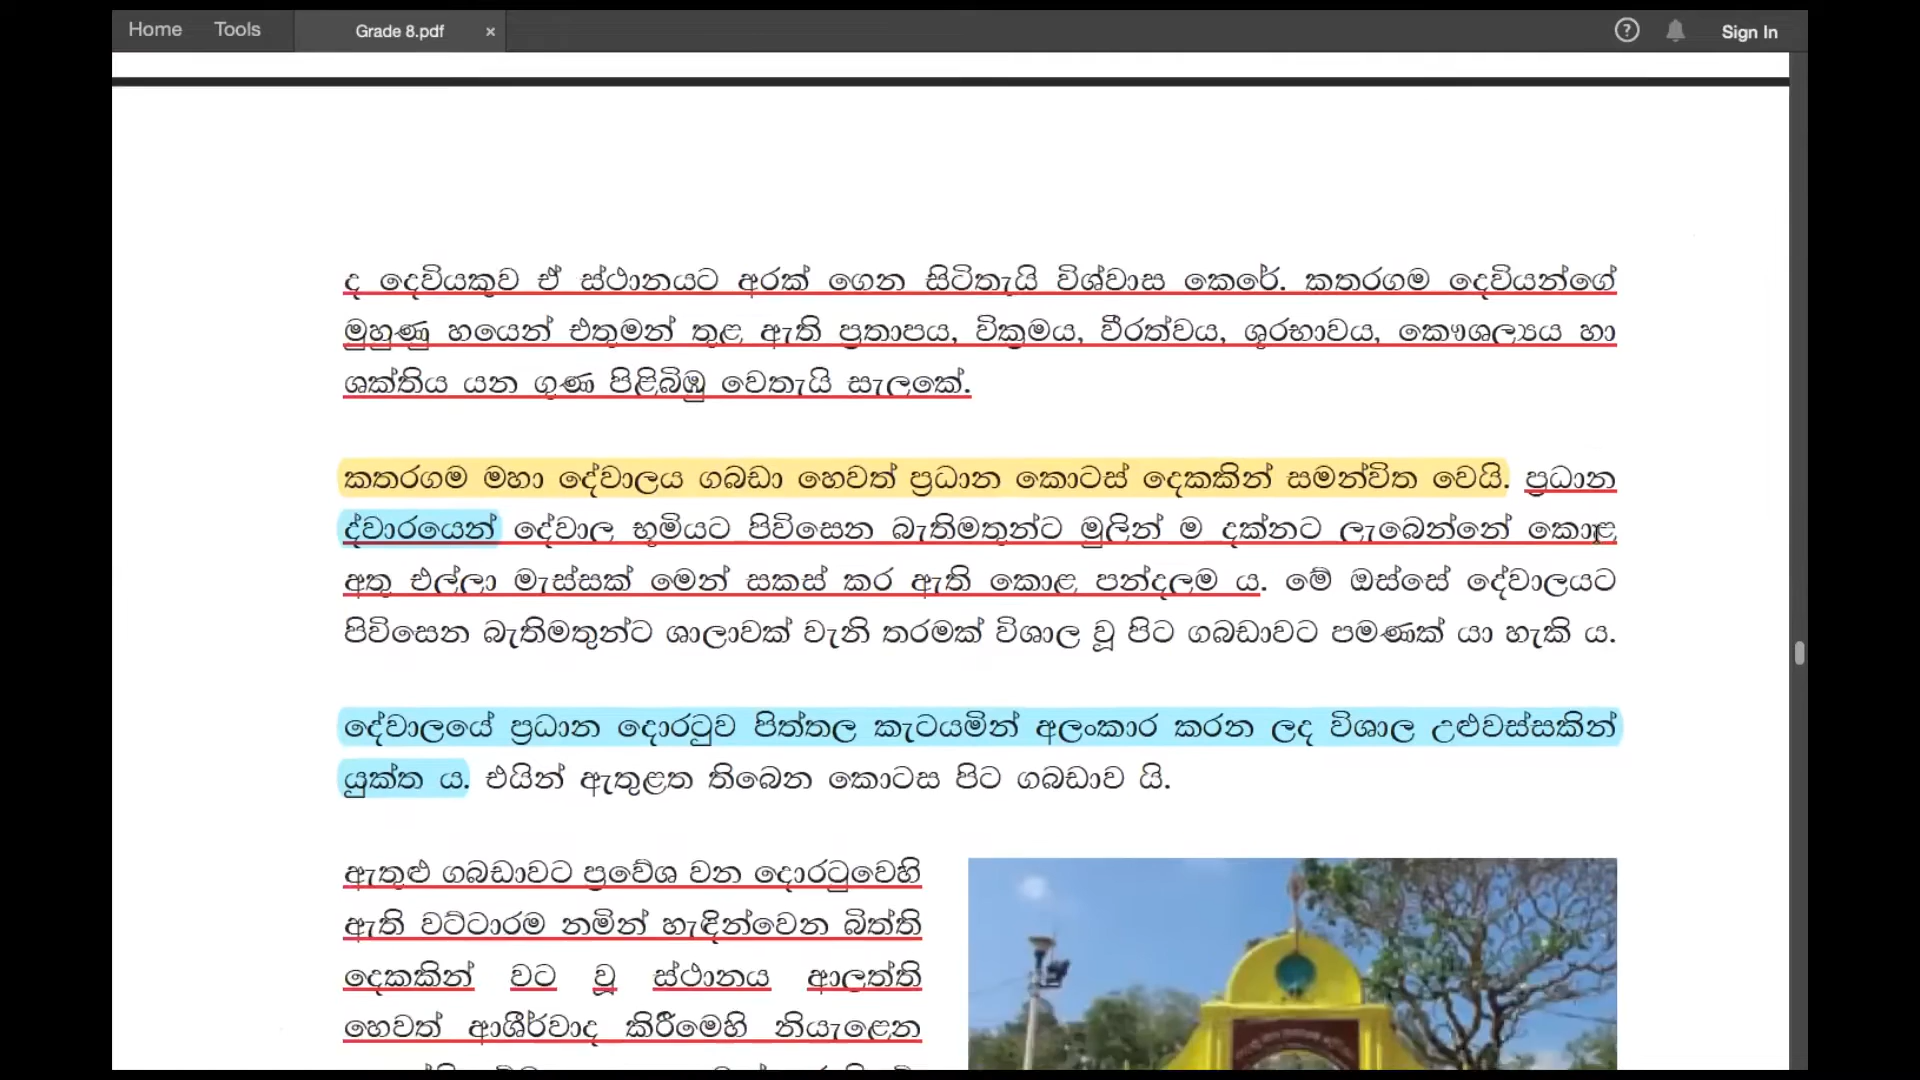 Home Tools Grade 8.pdf × ? Sign In
ද දෙවියකුව ඒ ස්ථානයට අරක් ගෙන සිටිතැයි විශ්වාස කෙරේ. කතරගම දෙවියන්ගේ
මුහුණු හයෙන් එතුමන් තුළ ඇති ප්‍රතාපය, වික්‍රමය, වීරත්වය, ශූරභාවය, කෞශල්‍යය හා
ශක්තිය යන ගුණ පිළිබිඹු වෙතැයි සැලකේ.
කතරගම මහා දේවාලය ගබඩා හෙවත් ප්‍රධාන කොටස් දෙකකින් සමන්විත වෙයි. ප්‍රධාන
ද්වාරයෙන් දේවාල භූමියට පිවිසෙන බැතිමතුන්ට මුලින් ම දක්නට ලැබෙන්නේ කොළ
අතු එල්ලා මැස්සක් මෙන් සකස් කර ඇති කොළ පන්දලම ය. මේ ඔස්සේ දේවාලයට
පිවිසෙන බැතිමතුන්ට ශාලාවක් වැනි තරමක් විශාල වූ පිට ගබඩාවට පමණක් යා හැකි ය.
දේවාලයේ ප්‍රධාන දොරටුව පිත්තල කැටයමින් අලංකාර කරන ලද විශාල උළුවස්සකින්
යුක්ත ය. එයින් ඇතුළත තිබෙන කොටස පිට ගබඩාව යි.
ඇතුළු ගබඩාවට ප්‍රවේශ වන දොරටුවෙහි
ඇති වට්ටාරම නමින් හැඳින්වෙන බිත්ති
දෙකකින් වට වූ ස්ථානය ආලත්ති
හෙවත් ආශීර්වාද කිරීමෙහි නියැළෙන